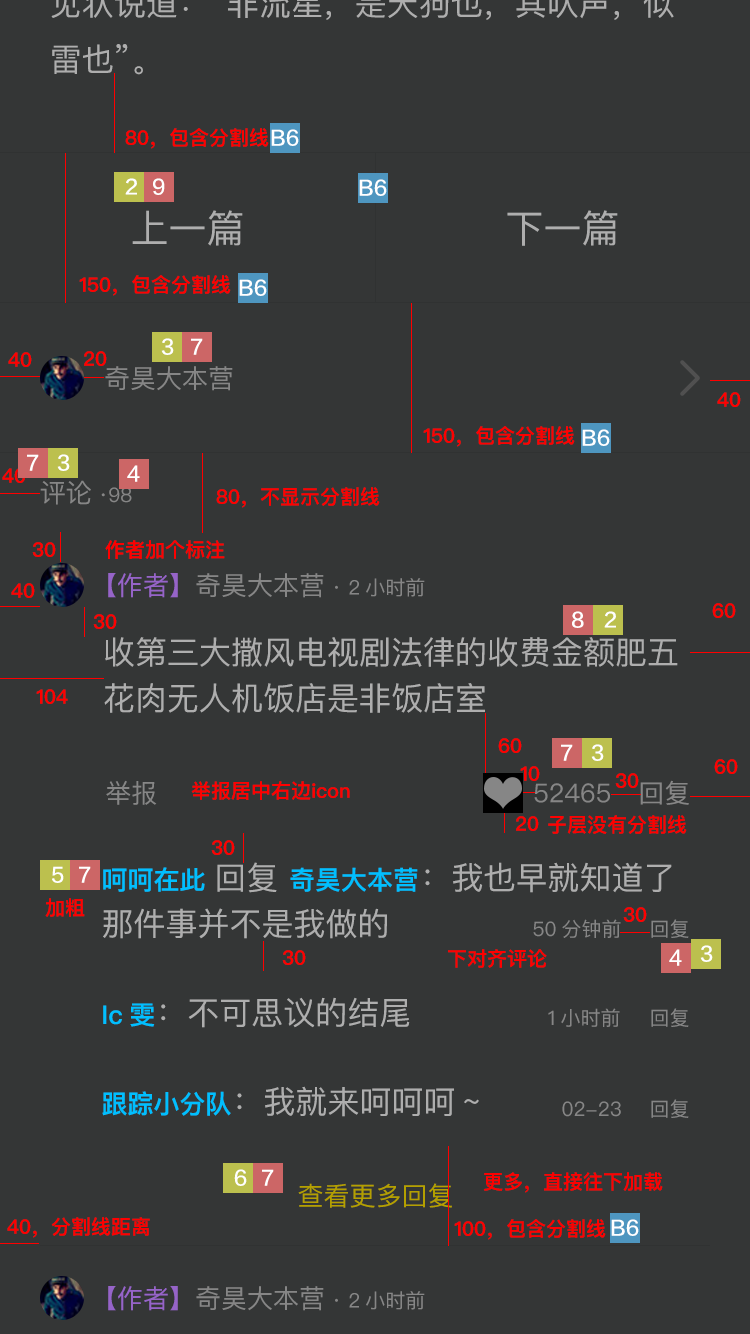 见状说道：“非流星，是天狗也，其吠声，似
雷也”。
80，包含分割线 B6
2 9
B6
上一篇
下一篇
150，包含分割线 B6
3 7
40
20
奇昊大本营
40
150，包含分割线 B6
7 3
4
40
评论 ·98
80，不显示分割线
30
作者加个标注
40
【作者】奇昊大本营 · 2 小时前
30
8 2
60
收第三大撒风电视剧法律的收费金额肥五
104
花肉无人机饭店是非饭店室
60
7 3
60
10
30
举报
举报居中右边icon
52465
回复
20 子层没有分割线
30
5 7
呵呵在此 回复 奇昊大本营：我也早就知道了
加粗
那件事并不是我做的
50 分钟前
30
回复
30
下对齐评论
4 3
lc 雯：不可思议的结尾
1 小时前
回复
跟踪小分队：我就来呵呵呵 ~
02-23
回复
6 7
查看更多回复
更多，直接往下加载
40，分割线距离
100，包含分割线 B6
【作者】奇昊大本营 · 2 小时前